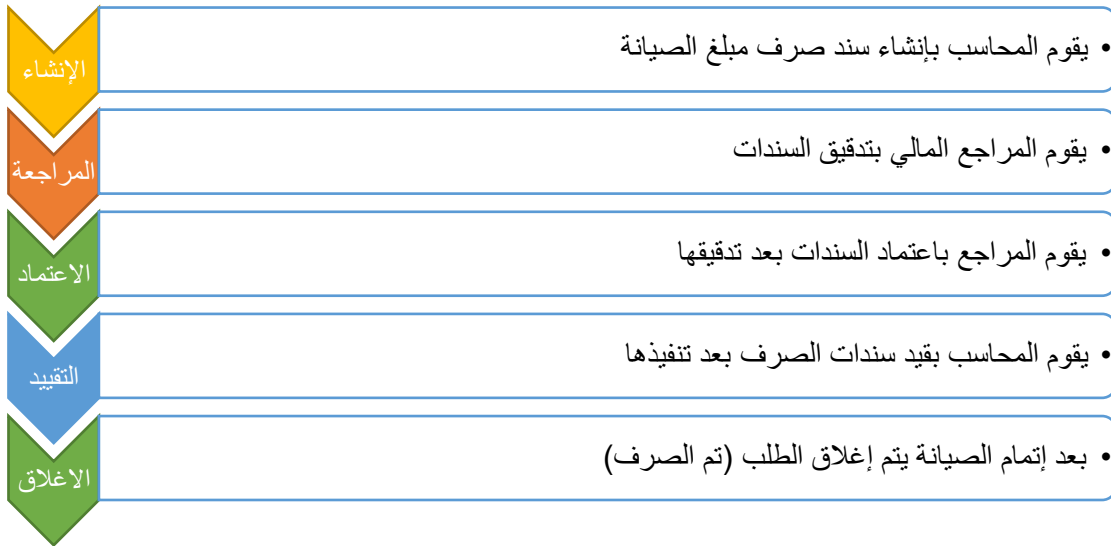 الإنشاء
• يقوم المحاسب بإنشاء سند صرف مبلغ الصيانة
المراجعة
• يقوم المراجع المالي بتدقيق السندات
الاعتماد
• يقوم المراجع باعتماد السندات بعد تدقيقها
التقييد
• يقوم المحاسب بقيد سندات الصرف بعد تنفيذها
الاغلاق
• بعد إتمام الصيانة يتم إغلاق الطلب (تم الصرف)